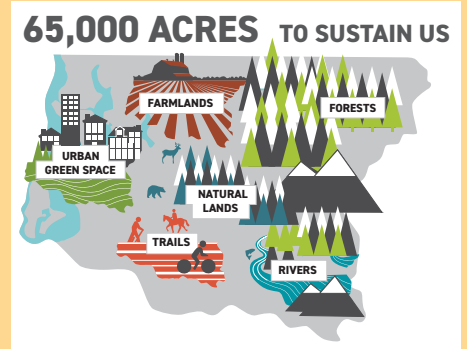 65,000 ACRES TO SUSTAIN US
FARMLANDS
FORESTS
URBAN
GREEN SPACE
NATURAL
LANDS
TRAILS
RIVERS